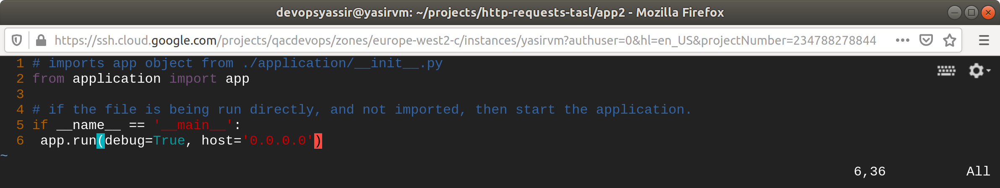 devopsyassir@yasirvm: ~/projects/http-requests-tasl/app2 - Mozilla Firefox
https://ssh.cloud.google.com/projects/qacdevops/zones/europe-west2-c/instances/yasirvm?authuser=0&hl=en_US&projectNumber=234788278844
1 # imports app object from ./application/__init__.py
2 from application import app
3
4 # if the file is being run directly, and not imported, then start the application.
5 if __name__ == '__main__':
6  app.run(debug=True, host='0.0.0.0')
~
6,36 All